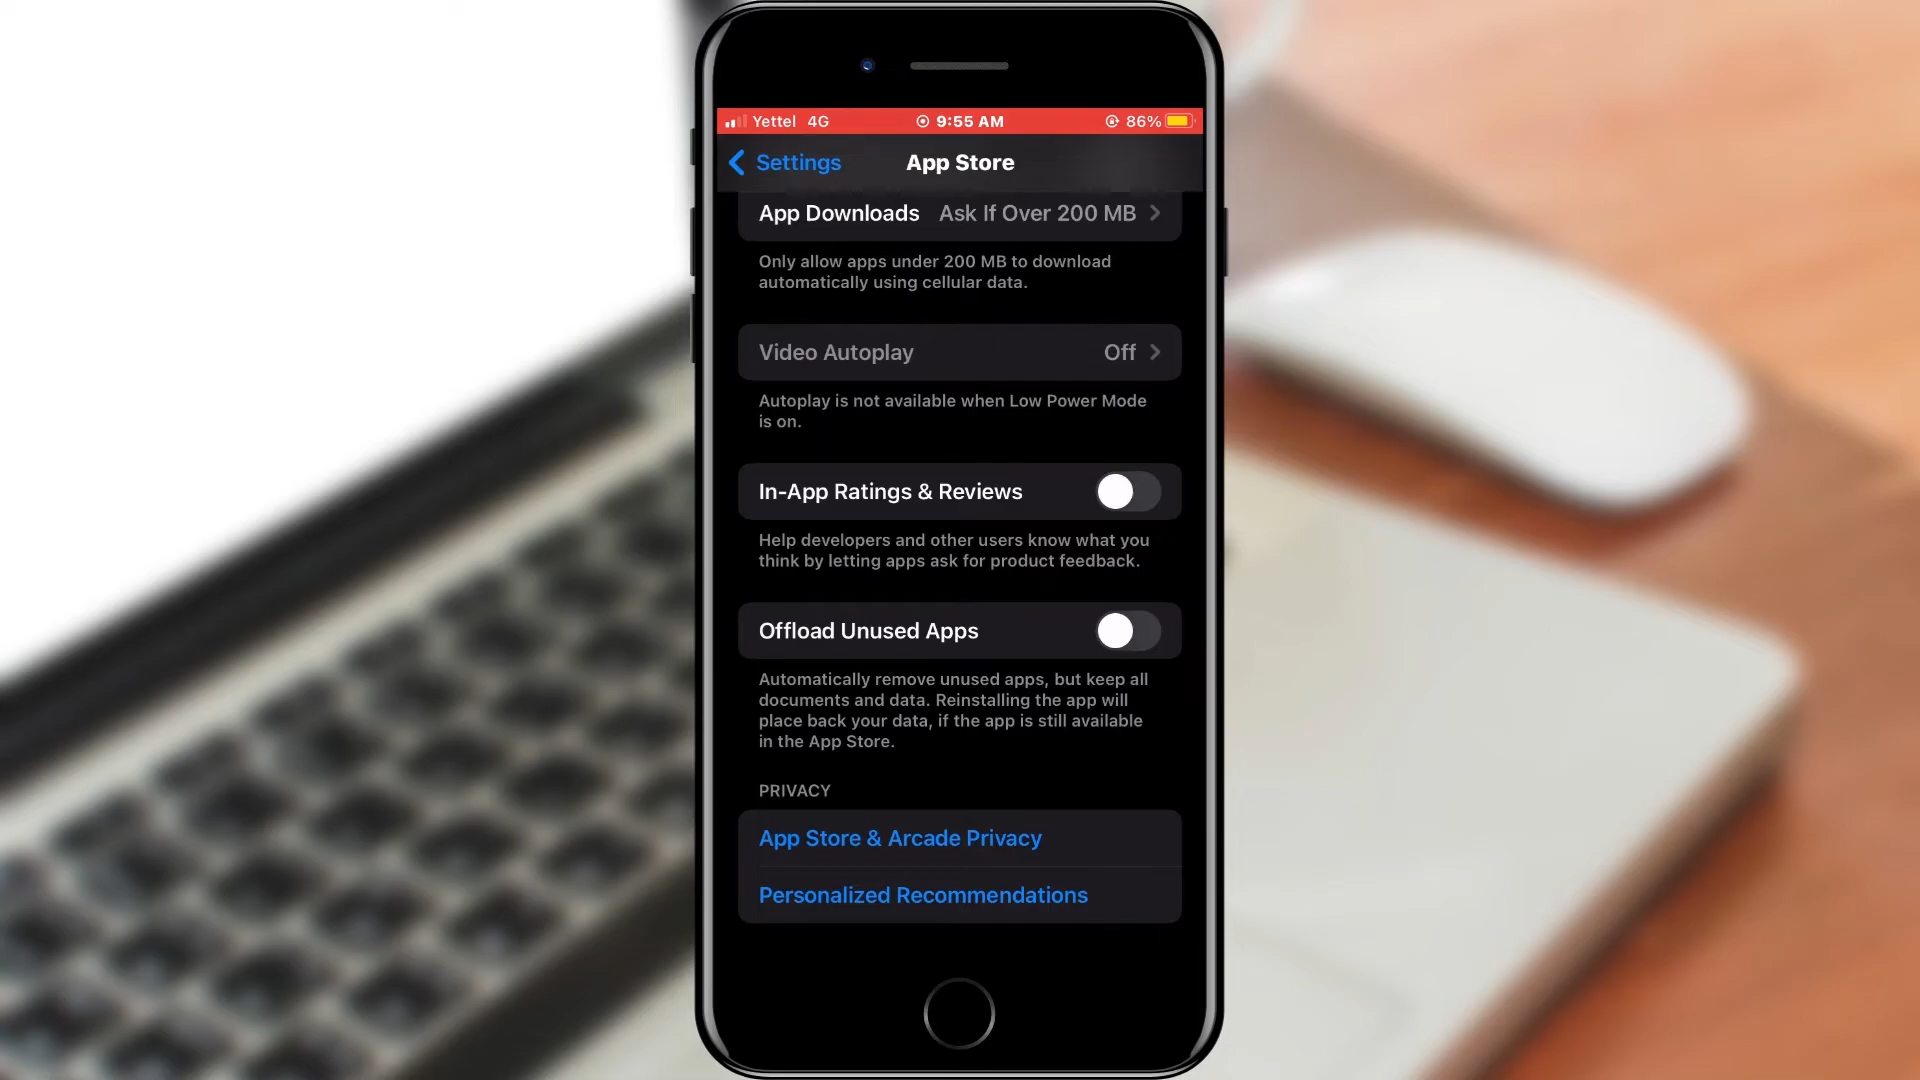 Yettel 4G 9:55 AM 86%
Settings App Store
App Downloads Ask If Over 200 MB
Only allow apps under 200 MB to download
automatically using cellular data.
Video Autoplay Off
Autoplay is not available when Low Power Mode
is on.
In-App Ratings & Reviews
Help developers and other users know what you
think by letting apps ask for product feedback.
Offload Unused Apps
Automatically remove unused apps, but keep all
documents and data. Reinstalling the app will
place back your data, if the app is still available
in the App Store.
PRIVACY
App Store & Arcade Privacy
Personalized Recommendations